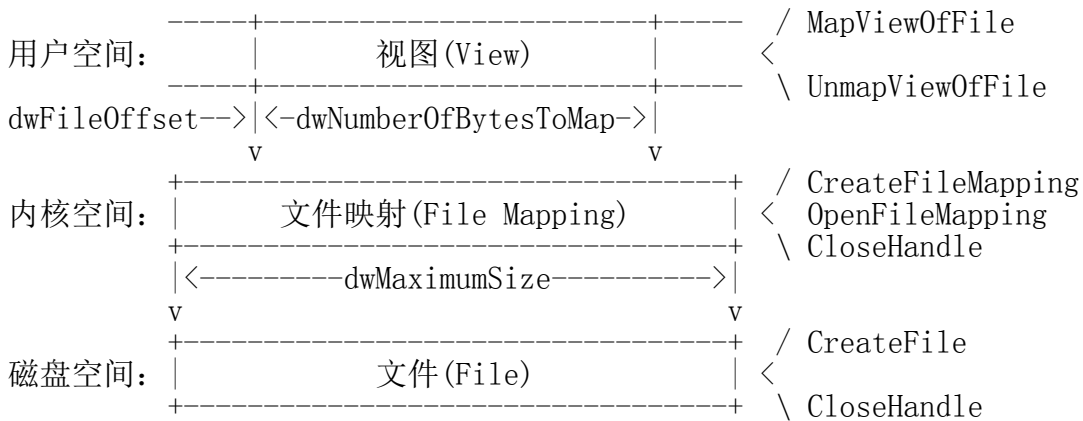 -----+------------------------+----- / MapViewOfFile
用户空间: | 视图(View) | <
-----+------------------------+----- \ UnmapViewOfFile
dwFileOffset-->|<-dwNumberOfBytesToMap->|
v v
+----------------------------------+ / CreateFileMapping
内核空间: | 文件映射(File Mapping) | < OpenFileMapping
+----------------------------------+ \ CloseHandle
|<---------dwMaximumSize---------->|
v v
+----------------------------------+ / CreateFile
磁盘空间: | 文件(File) | <
+----------------------------------+ \ CloseHandle